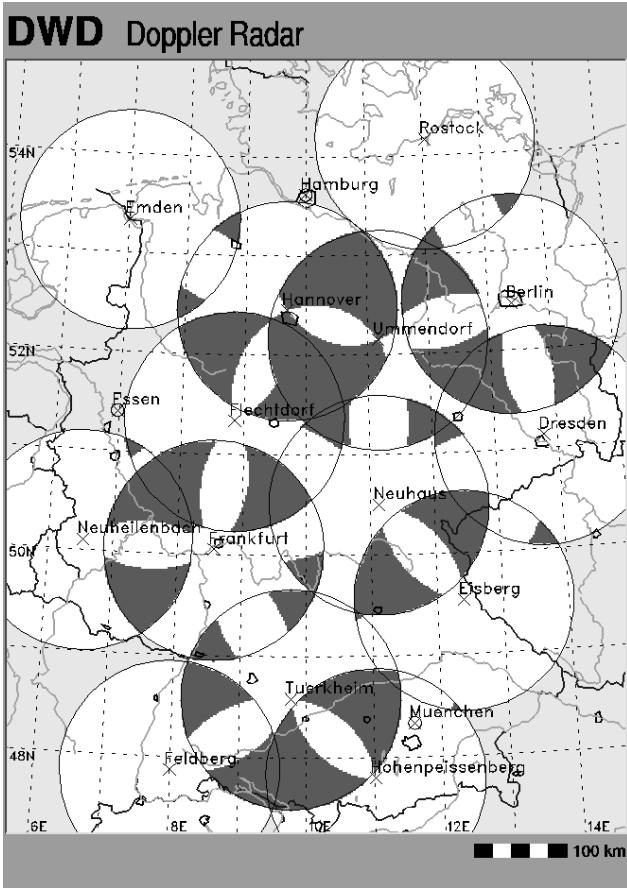 DWD Doppler Radar
54N
Rostock
Hamburg
Emden
Berlin
Hannover
Ummendorf
52N
Essen
Flechtdorf
Dresden
Neuhaus
Neuheilenbach
Frankfurt
50N
Eisberg
Tuerkheim
Muenchen
48N
Feldberg
Hohenpeissenberg
6E 8E 10E 12E 14E
100 km